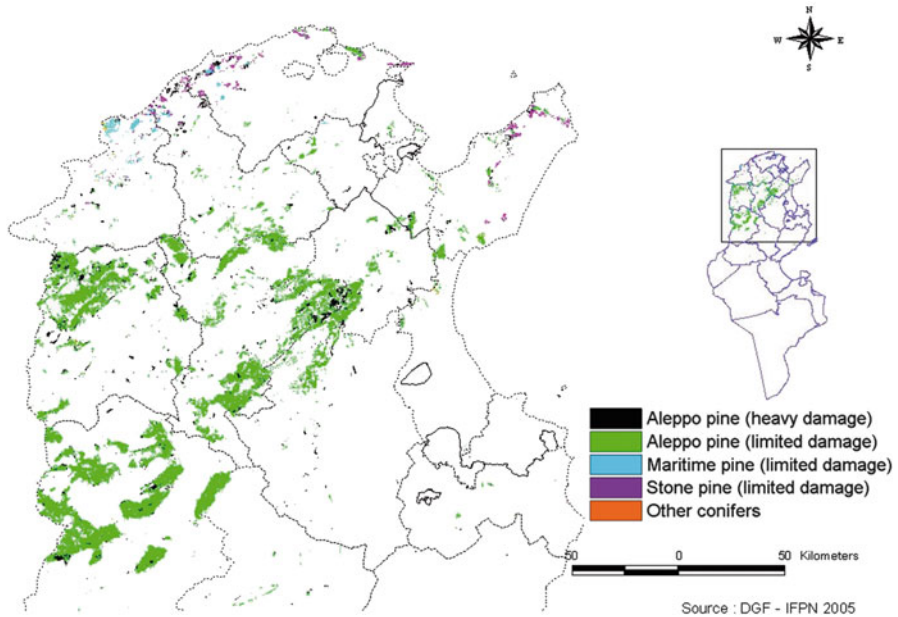 N
W E
S
Aleppo pine (heavy damage)
Aleppo pine (limited damage)
Maritime pine (limited damage)
Stone pine (limited damage)
Other conifers
50 0 50 Kilometers
Source : DGF - IFPN 2005